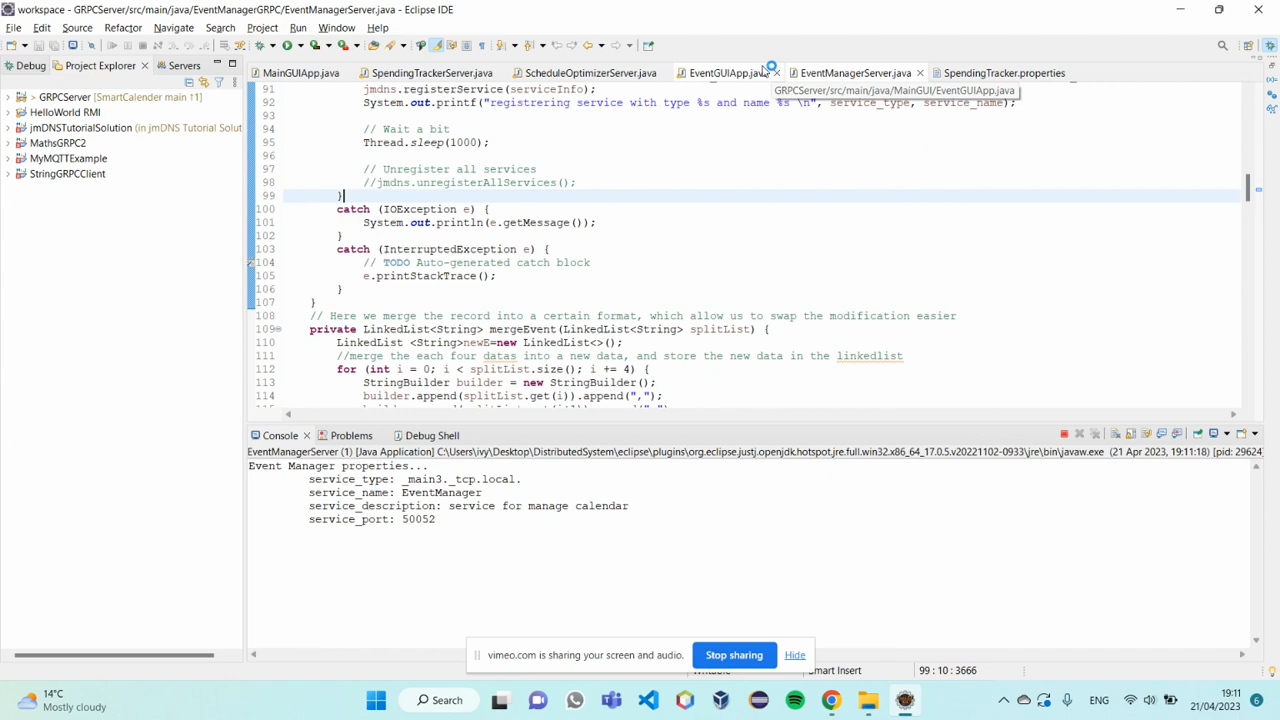 workspace - GRPCServer/src/main/java/EventManagerGRPC/EventManagerServer.java - Eclipse IDE
File Edit Source Refactor Navigate Search Project Run Window Help
Debug Project Explorer Servers
MainGUIApp.java SpendingTrackerServer.java ScheduleOptimizerServer.java EventGUIApp.java EventManagerServer.java SpendingTracker.properties
GRPCServer/src/main/java/MainGUI/EventGUIApp.java
GRPCServer [SmartCalender main ↑1]
HelloWorld RMI
jmDNSTutorialSolution (in jmDNS Tutorial Solut
MathsGRPC2
MyMQTTExample
StringGRPCClient
91 jmdns.registerService(serviceInfo);
92 System.out.printf("registrering service with type %s and name %s \n", service_type, service_name);
93
94 // Wait a bit
95 Thread.sleep(1000);
96
97 // Unregister all services
98 //jmdns.unregisterAllServices();
99 }
100 catch (IOException e) {
101 System.out.println(e.getMessage());
102 }
103 catch (InterruptedException e) {
104 // TODO Auto-generated catch block
105 e.printStackTrace();
106 }
107 }
108 // Here we merge the record into a certain format, which allow us to swap the modification easier
109 private LinkedList<String> mergeEvent(LinkedList<String> splitList) {
110 LinkedList <String>newE=new LinkedList<>();
111 //merge the each four datas into a new data, and store the new data in the linkedlist
112 for (int i = 0; i < splitList.size(); i += 4) {
113 StringBuilder builder = new StringBuilder();
114 builder.append(splitList.get(i)).append(",");
Console Problems Debug Shell
EventManagerServer (1) [Java Application] C:\Users\ivy\Desktop\DistributedSystem\eclipse\plugins\org.eclipse.justj.openjdk.hotspot.jre.full.win32.x86_64_17.0.5.v20221102-0933\jre\bin\javaw.exe (21 Apr 2023, 19:11:18) [pid: 29624]
Event Manager properties...
service_type: _main3._tcp.local.
service_name: EventManager
service_description: service for manage calendar
service_port: 50052
vimeo.com is sharing your screen and audio. Stop sharing Hide
Smart Insert 99 : 10 : 3666
14°C
Mostly cloudy
Search
ENG
19:11
21/04/2023
6